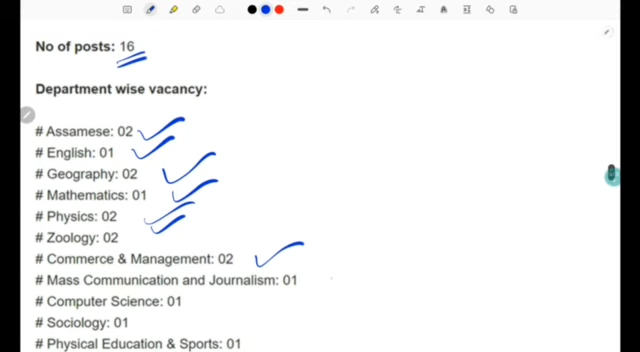 No of posts: 16
Department wise vacancy:
# Assamese: 02
# English: 01
# Geography: 02
# Mathematics: 01
# Physics: 02
# Zoology: 02
# Commerce & Management: 02
# Mass Communication and Journalism: 01
# Computer Science: 01
# Sociology: 01
# Physical Education & Sports: 01